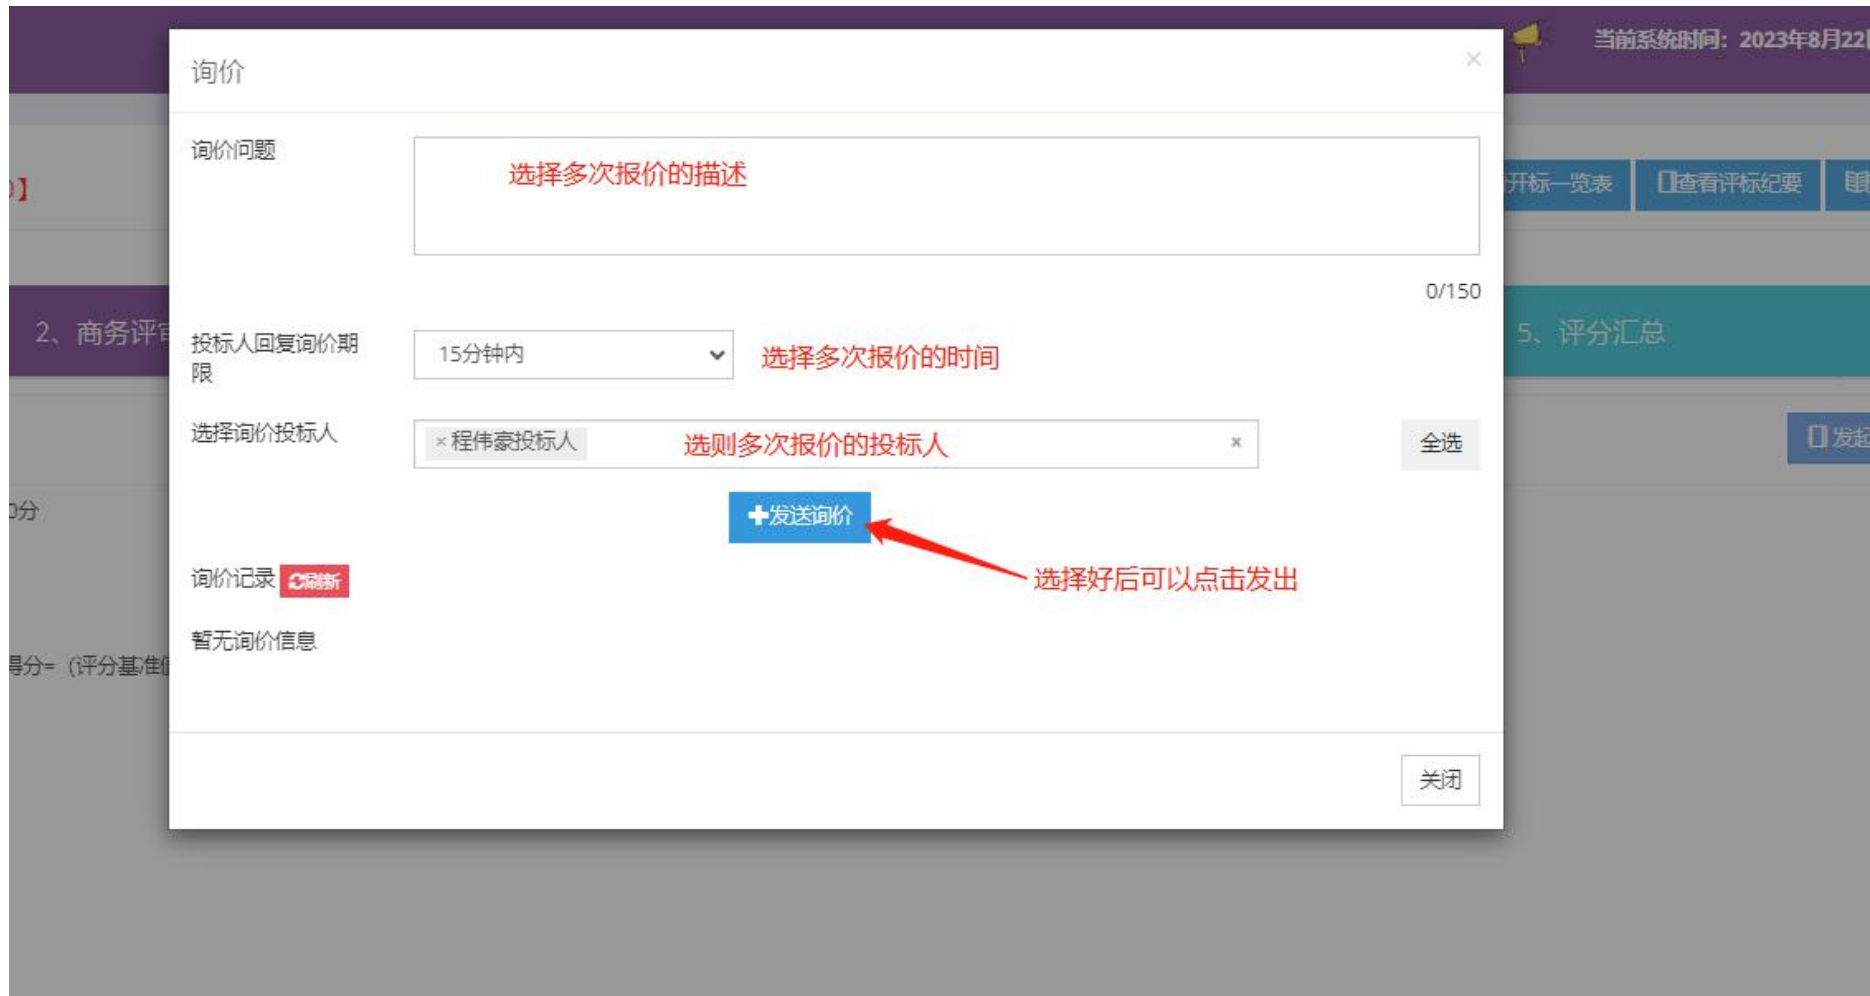 当前系统时间：2023年8月22
询价
×
询价问题
选择多次报价的描述
】
开标一览表
查看评标纪要
0/150
2、商务评审
投标人回复询价期
限
15分钟内
选择多次报价的时间
5、评分汇总
选择询价投标人
×程伟豪投标人
选则多次报价的投标人
×
全选
发起
0分
发送询价
询价记录
刷新
选择好后可以点击发出
暂无询价信息
得分=（评分基准值
关闭